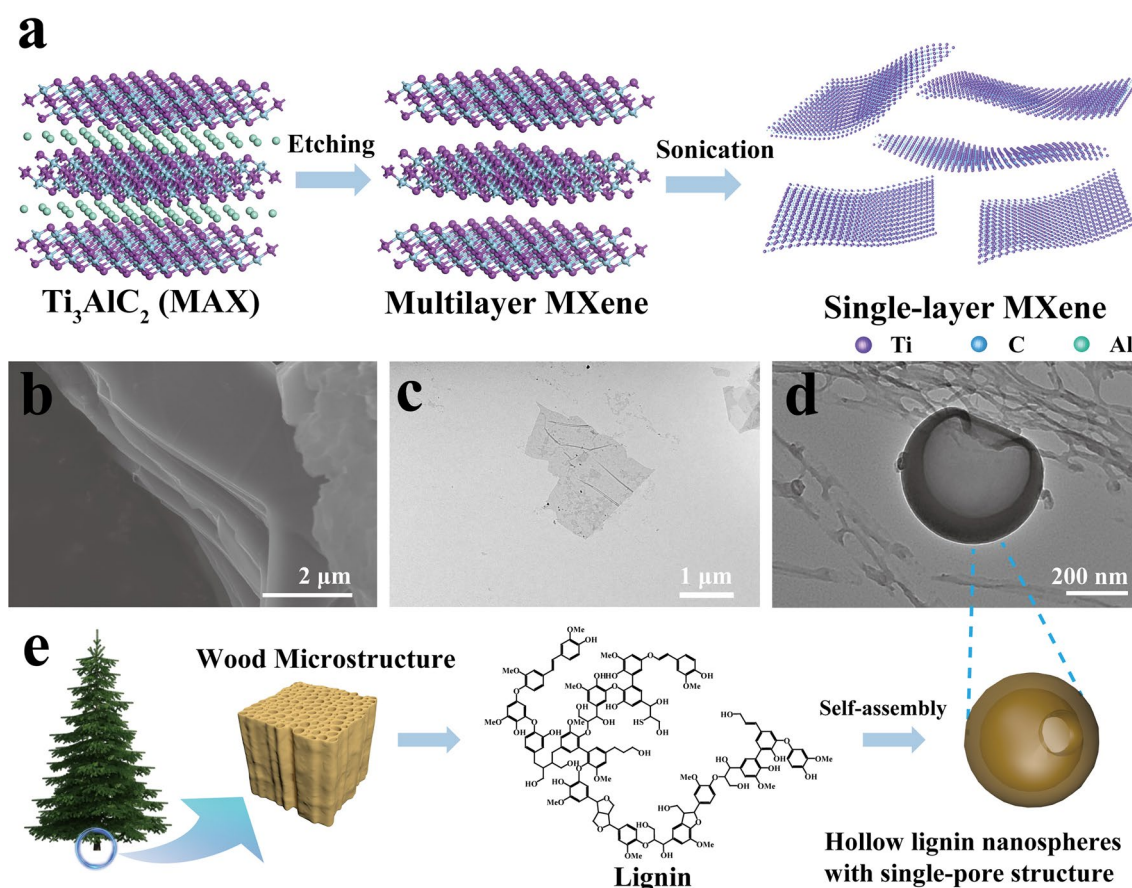 a
Etching
Sonication
Ti₃AlC₂ (MAX)
Multilayer MXene
Single-layer MXene
Ti
C
Al
b
2 μm
c
1 μm
d
200 nm
e
Wood Microstructure
Self-assembly
Lignin
Hollow lignin nanospheres
with single-pore structure